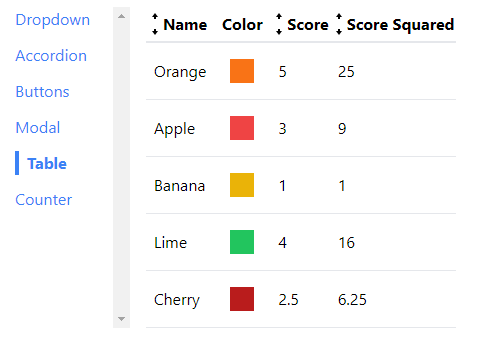 Dropdown
Accordion
Buttons
Modal
Table
Counter
Name Color Score Score Squared
Orange 5 25
Apple 3 9
Banana 1 1
Lime 4 16
Cherry 2.5 6.25